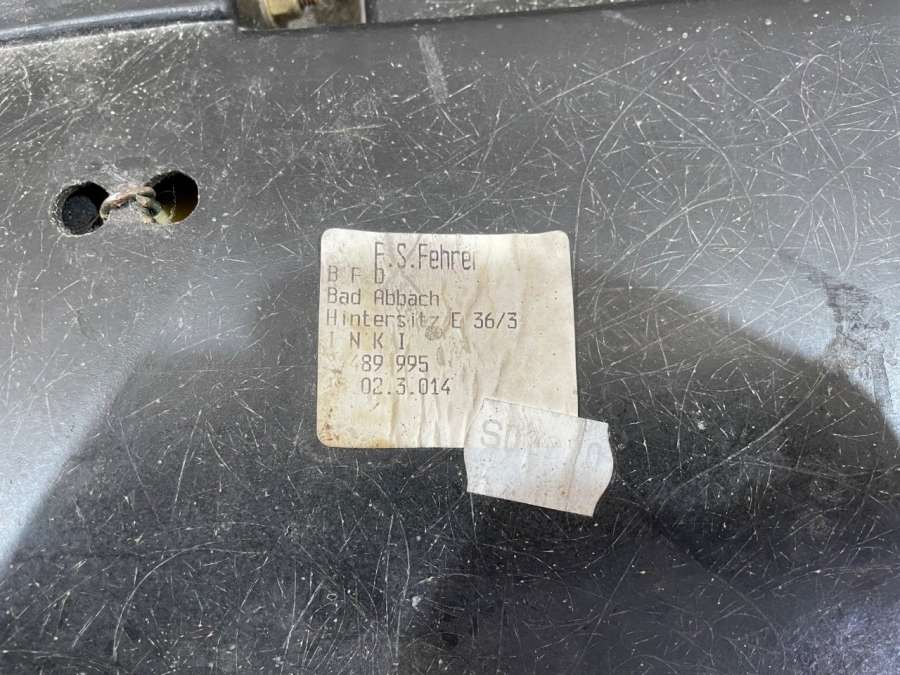 F.S.Fehrer
B F b
Bad Abbach
Hintersitz E 36/3
I N K I
89 995
02.3.014